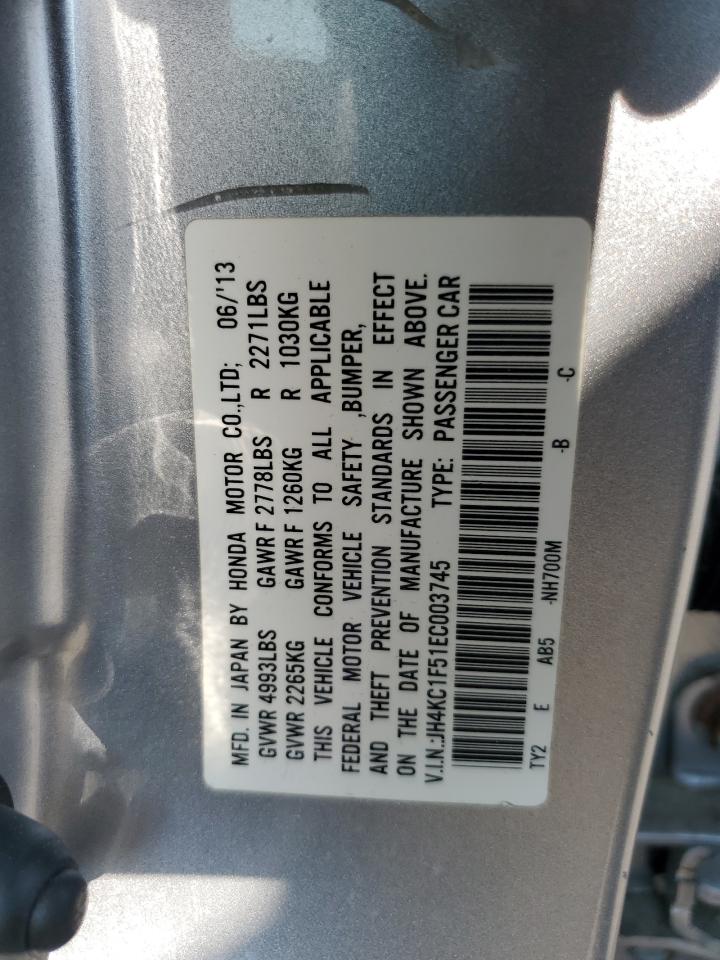 MFD. IN JAPAN BY HONDA MOTOR CO.,LTD; 06/'13
GVWR 4993LBS GAWR F 2778LBS R 2271LBS
GVWR 2265KG GAWR F 1260KG R 1030KG
THIS VEHICLE CONFORMS TO ALL APPLICABLE
FEDERAL MOTOR VEHICLE SAFETY ,BUMPER,
AND THEFT PREVENTION STANDARDS IN EFFECT
ON THE DATE OF MANUFACTURE SHOWN ABOVE.
V.I.N.:JH4KC1F51EC003745 TYPE: PASSENGER CAR
TY2 E AB5 -NH700M -B -C